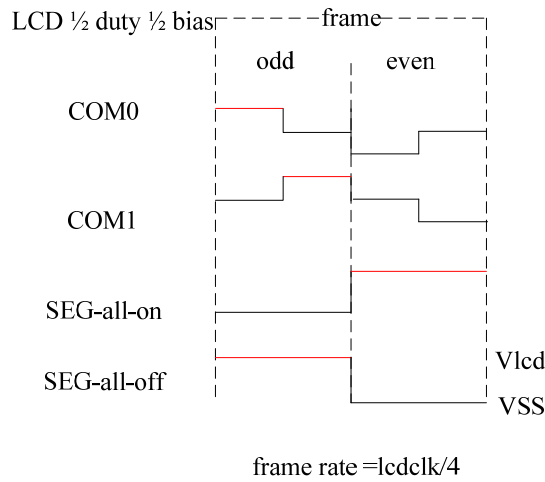 LCD ½ duty ½ bias
frame
odd even
COM0
COM1
SEG-all-on
Vlcd
SEG-all-off
VSS
frame rate =lcdclk/4